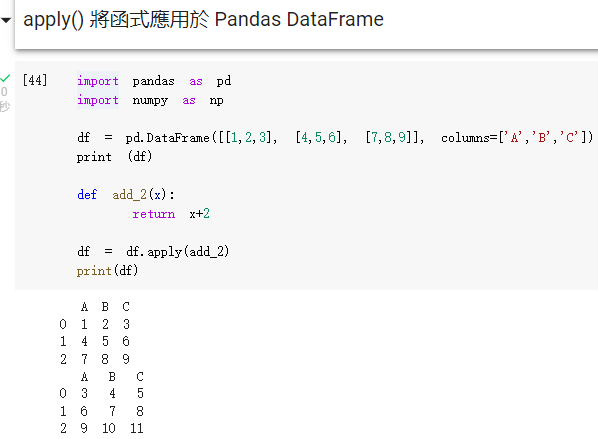 apply() 將函式應用於 Pandas DataFrame
[44] import pandas as pd
0 import numpy as np
秒
df = pd.DataFrame([[1,2,3], [4,5,6], [7,8,9]], columns=['A','B','C'])
print (df)
def add_2(x):
return x+2
df = df.apply(add_2)
print(df)
A B C
0 1 2 3
1 4 5 6
2 7 8 9
A B C
0 3 4 5
1 6 7 8
2 9 10 11